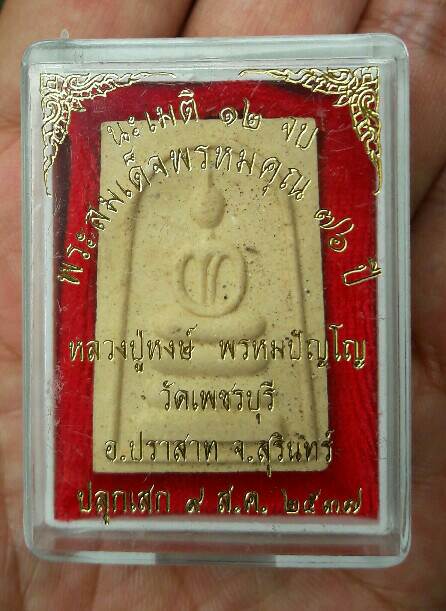 นะเมตติ ๑๒ จบ
พระสมเด็จพรหมคุณ ๗๐ ปี
หลวงปู่หงษ์ พรหมปัญโญ
วัดเพชรบุรี
อ.ปราสาท จ.สุรินทร์
ปลุกเสก ๙ ส.ค. ๒๕๓๗